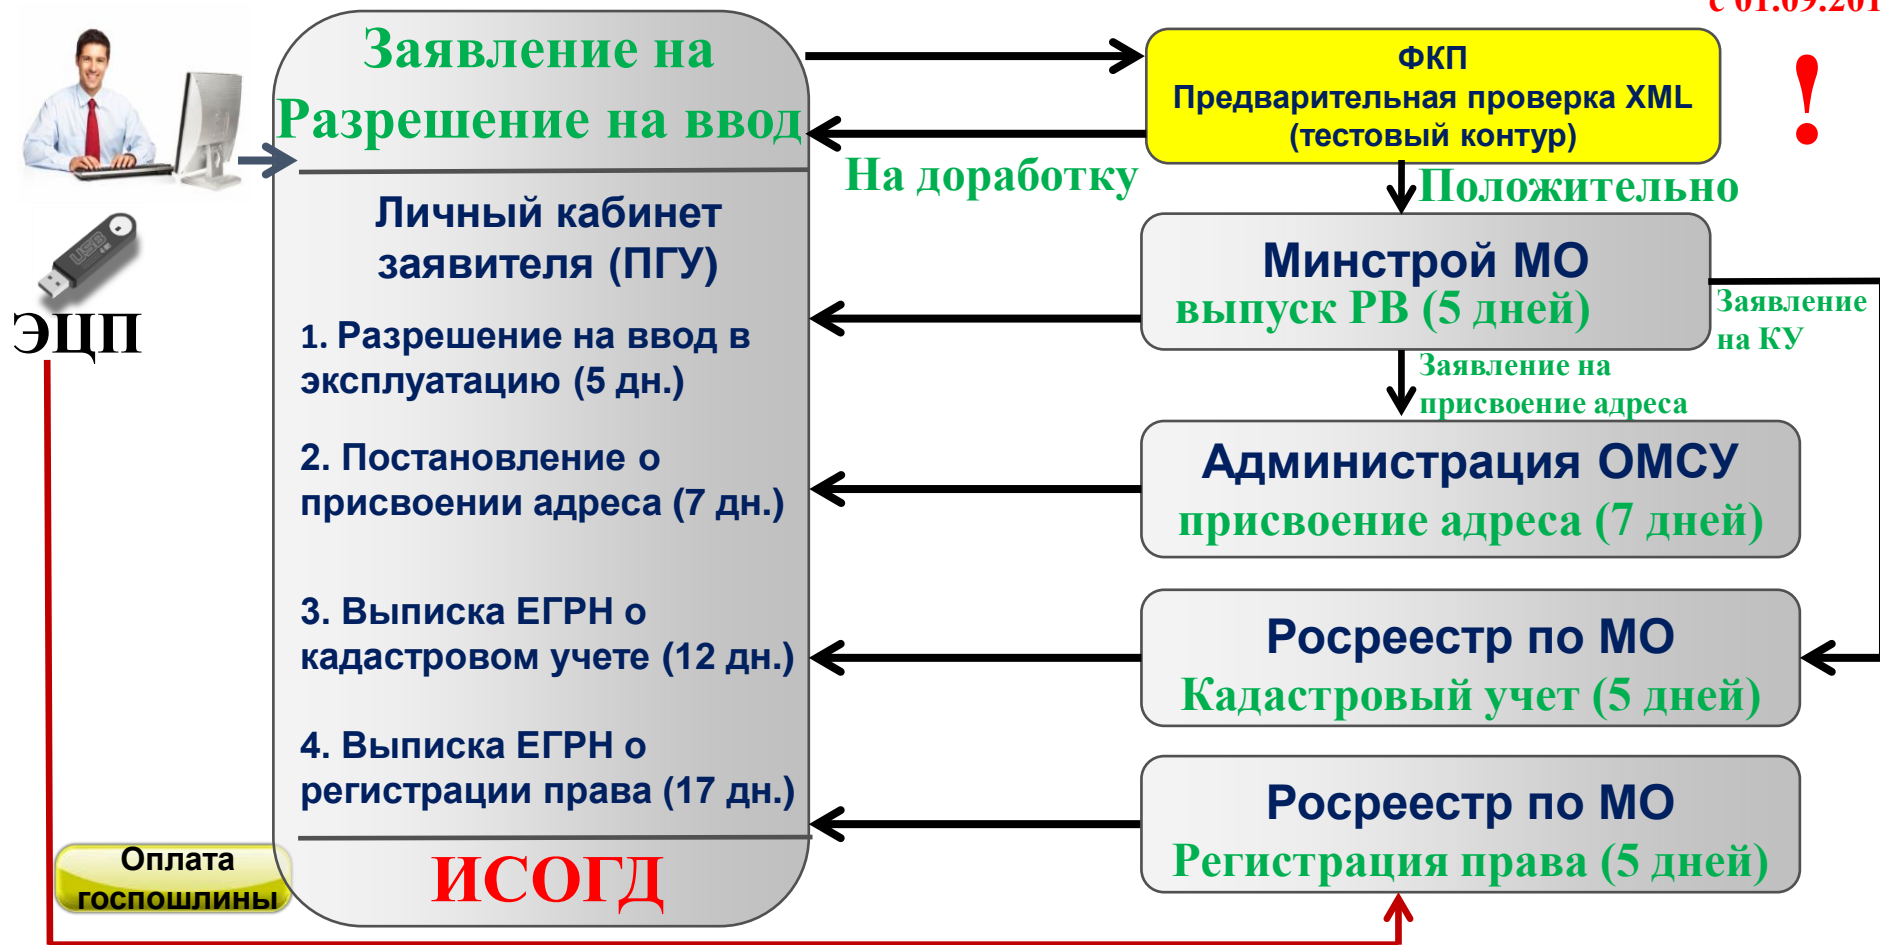 с 01.09.201
Заявление на
Разрешение на ввод
ФКП
Предварительная проверка XML
(тестовый контур)
!
На доработку
Положительно
Личный кабинет
заявителя (ПГУ)
USB
ЭЦП
Минстрой МО
выпуск РВ (5 дней)
Заявление
на КУ
1. Разрешение на ввод в
эксплуатацию (5 дн.)
Заявление на
присвоение адреса
2. Постановление о
присвоении адреса (7 дн.)
Администрация ОМСУ
присвоение адреса (7 дней)
3. Выписка ЕГРН о
кадастровом учете (12 дн.)
Росреестр по МО
Кадастровый учет (5 дней)
4. Выписка ЕГРН о
регистрации права (17 дн.)
Росреестр по МО
Регистрация права (5 дней)
Оплата
госпошлины
ИСОГД